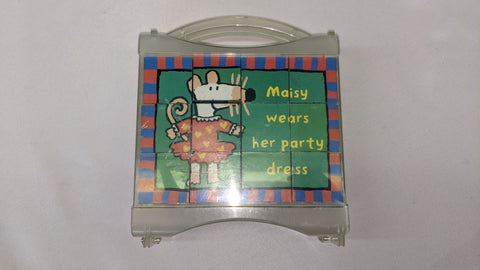 Maisy
wears
her party
dress